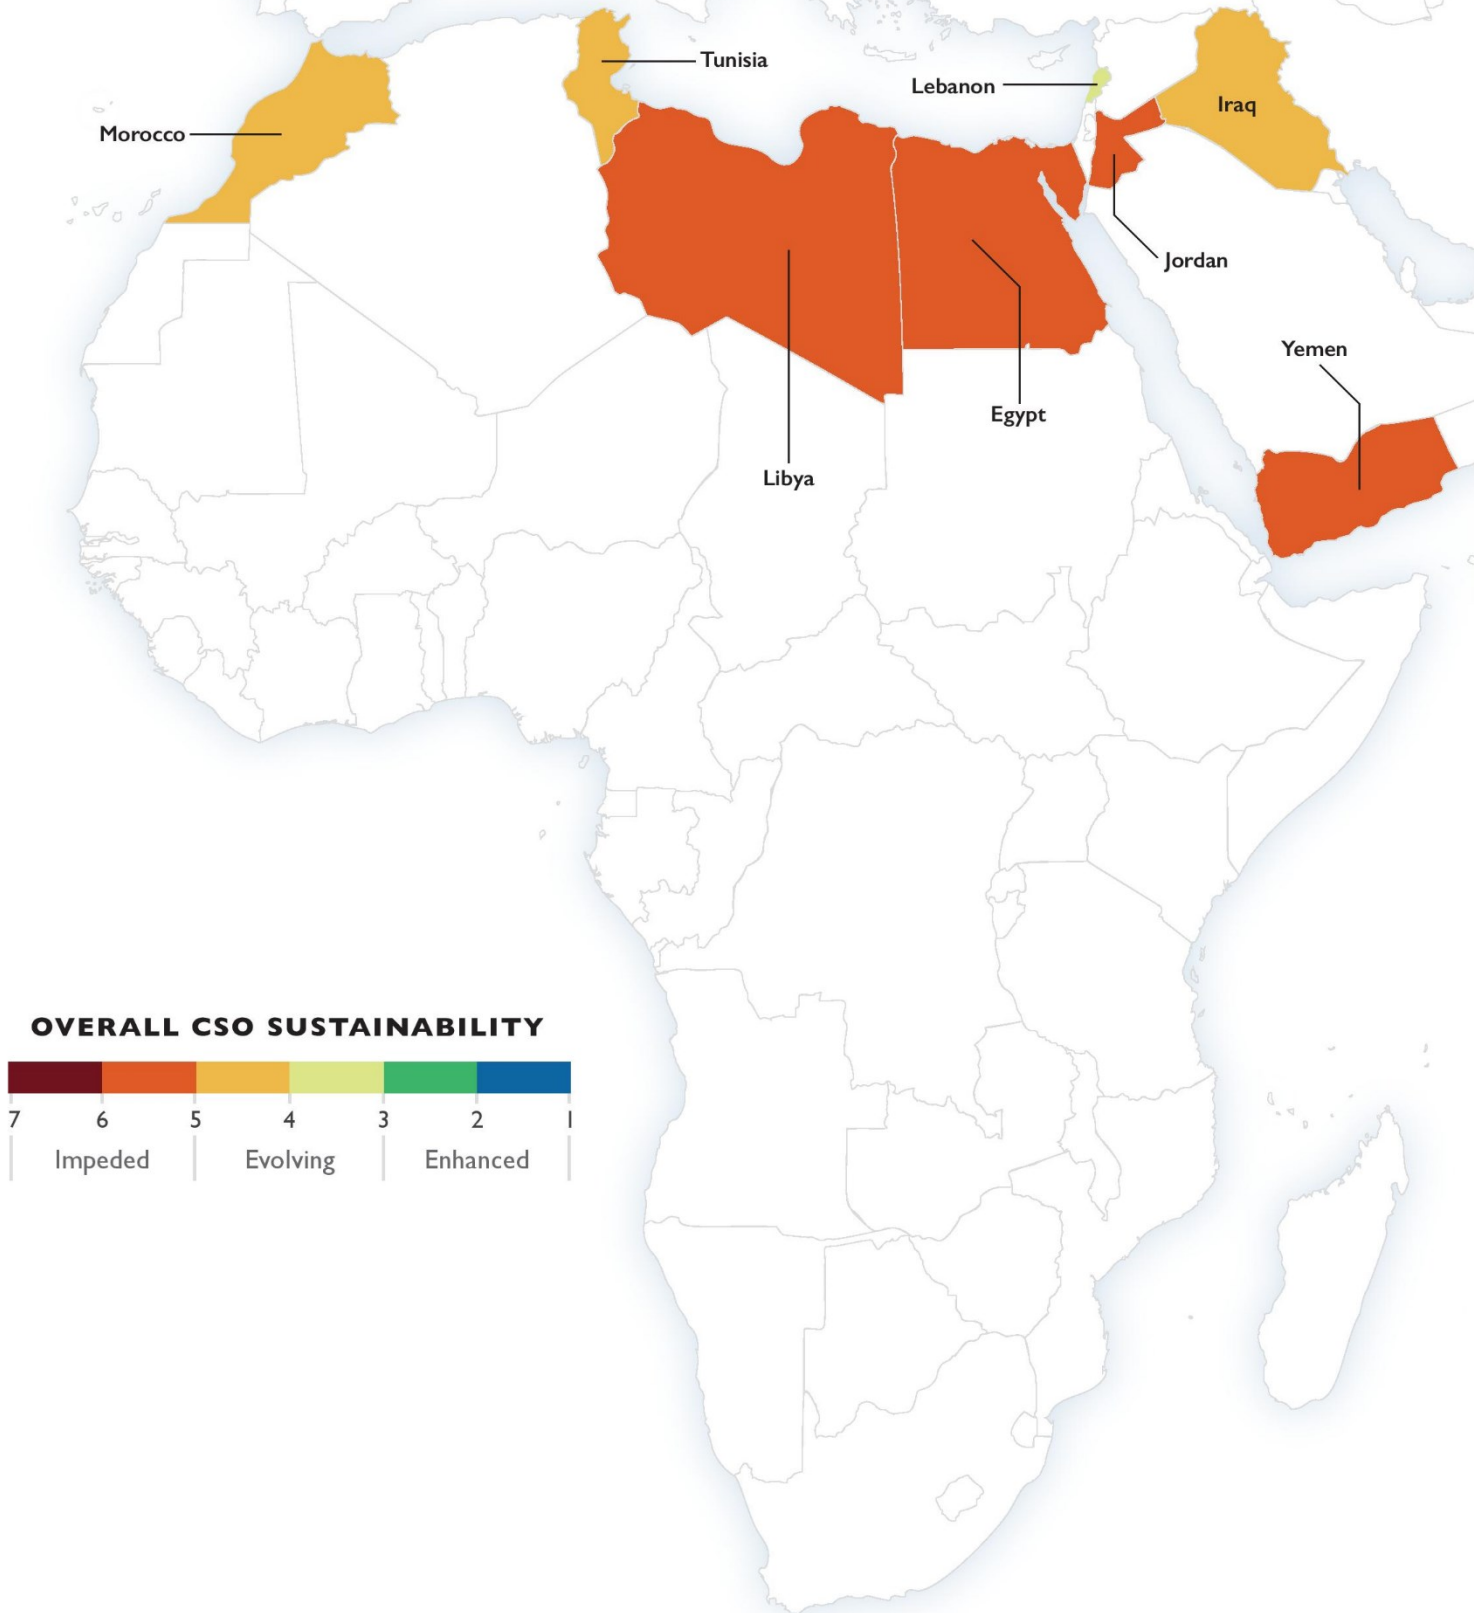 Tunisia
Lebanon
Iraq
Morocco
Jordan
Yemen
Egypt
Libya
OVERALL CSO SUSTAINABILITY
7 6 5 4 3 2 1
Impeded Evolving Enhanced